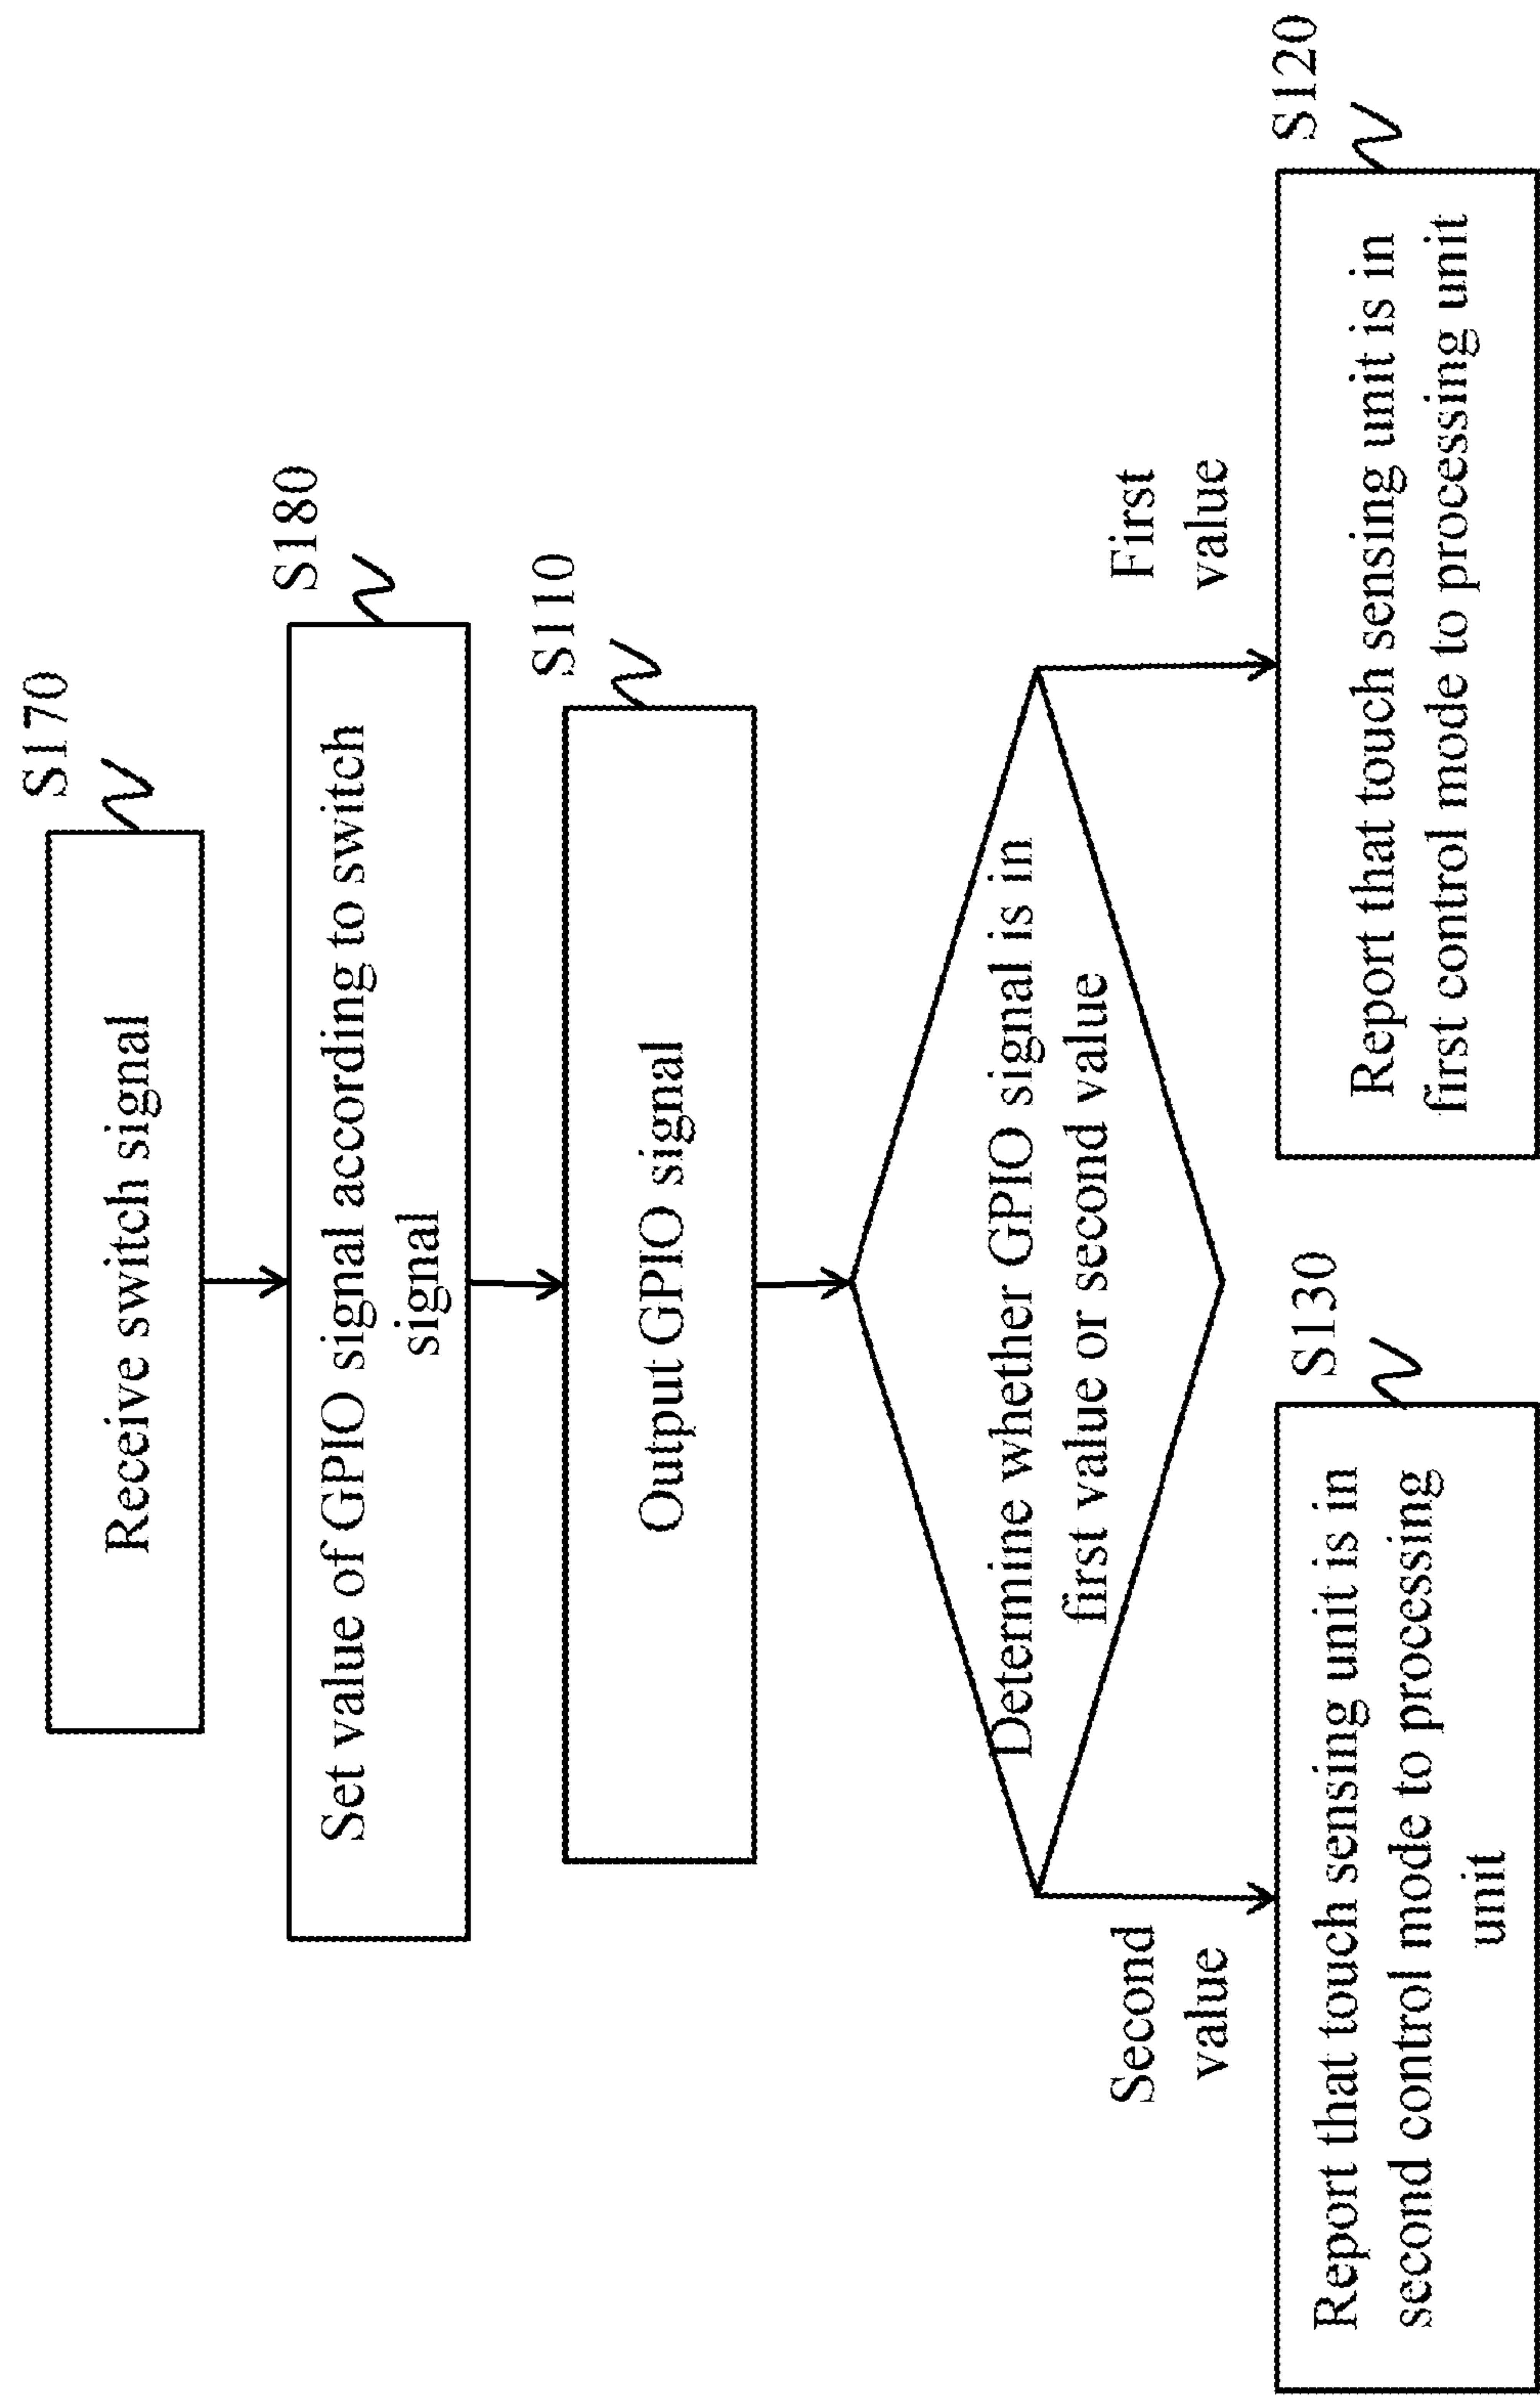 S170
Receive switch signal
S180
Set value of GPIO signal according to switch
signal
S110
Output GPIO signal
Determine whether GPIO signal is in
first value or second value
Second
value
First
value
S130
Report that touch sensing unit is in
second control mode to processing
unit
S120
Report that touch sensing unit is in
first control mode to processing unit